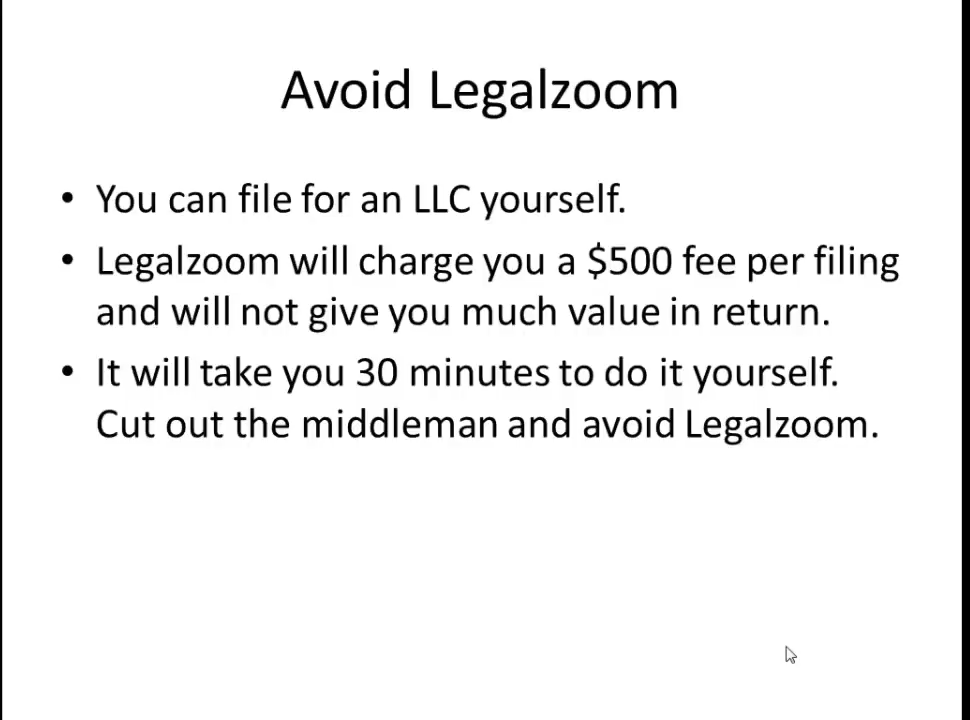 Avoid Legalzoom
• You can file for an LLC yourself.
• Legalzoom will charge you a $500 fee per filing
and will not give you much value in return.
• It will take you 30 minutes to do it yourself.
Cut out the middleman and avoid Legalzoom.